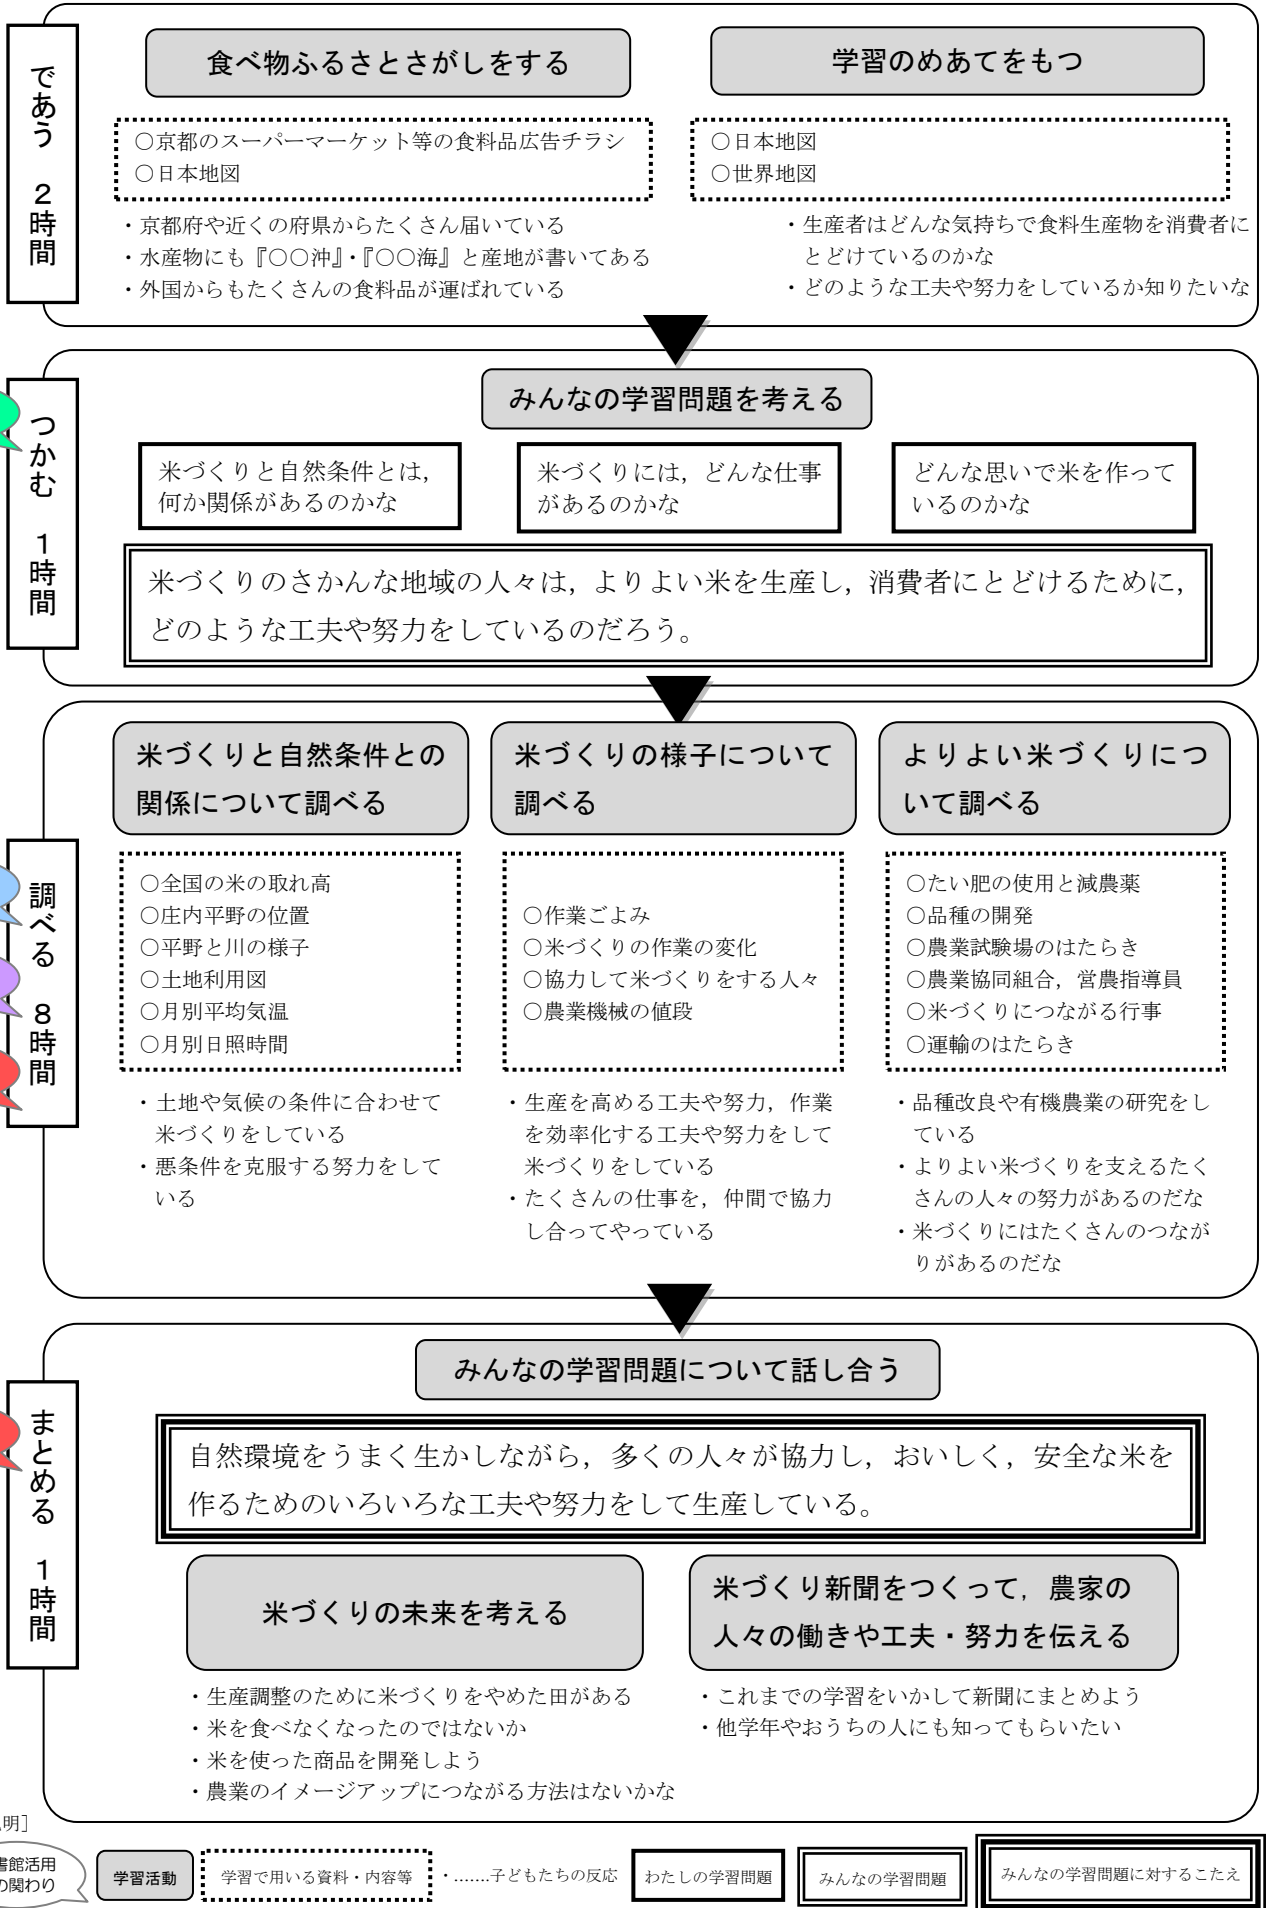 であう 2時間
食べ物ふるさとさがしをする
○京都のスーパーマーケット等の食料品広告チラシ
○日本地図
・京都府や近くの府県からたくさん届いている
・水産物にも『○○沖』・『○○海』と産地が書いてある
・外国からもたくさんの食料品が運ばれている
学習のめあてをもつ
○日本地図
○世界地図
・生産者はどんな気持ちで食料生産物を消費者に
とどけているのかな
・どのような工夫や努力をしているか知りたいな
つかむ 1時間
みんなの学習問題を考える
米づくりと自然条件とは,
何か関係があるのかな
米づくりには,どんな仕事
があるのかな
どんな思いで米を作って
いるのかな
米づくりのさかんな地域の人々は,よりよい米を生産し,消費者にとどけるために,
どのような工夫や努力をしているのだろう。
調べる 8時間
米づくりと自然条件との
関係について調べる
○全国の米の取れ高
○庄内平野の位置
○平野と川の様子
○土地利用図
○月別平均気温
○月別日照時間
・土地や気候の条件に合わせて
米づくりをしている
・悪条件を克服する努力をして
いる
米づくりの様子について
調べる
○作業ごよみ
○米づくりの作業の変化
○協力して米づくりをする人々
○農業機械の値段
・生産を高める工夫や努力,作業
を効率化する工夫や努力をして
米づくりをしている
・たくさんの仕事を,仲間で協力
し合ってやっている
よりよい米づくりにつ
いて調べる
○たい肥の使用と減農薬
○品種の開発
○農業試験場のはたらき
○農業協同組合,営農指導員
○米づくりにつながる行事
○運輸のはたらき
・品種改良や有機農業の研究をし
ている
・よりよい米づくりを支えるたく
さんの人々の努力があるのだな
・米づくりにはたくさんのつなが
りがあるのだな
まとめる 1時間
みんなの学習問題について話し合う
自然環境をうまく生かしながら,多くの人々が協力し,おいしく,安全な米を
作るためのいろいろな工夫や努力をして生産している。
米づくりの未来を考える
・生産調整のために米づくりをやめた田がある
・米を食べなくなったのではないか
・米を使った商品を開発しよう
・農業のイメージアップにつながる方法はないかな
米づくり新聞をつくって,農家の
人々の働きや工夫・努力を伝える
・これまでの学習をいかして新聞にまとめよう
・他学年やおうちの人にも知ってもらいたい
明]
書館活用
の関わり
学習活動
学習で用いる資料・内容等
・.......子どもたちの反応
わたしの学習問題
みんなの学習問題
みんなの学習問題に対するこたえ